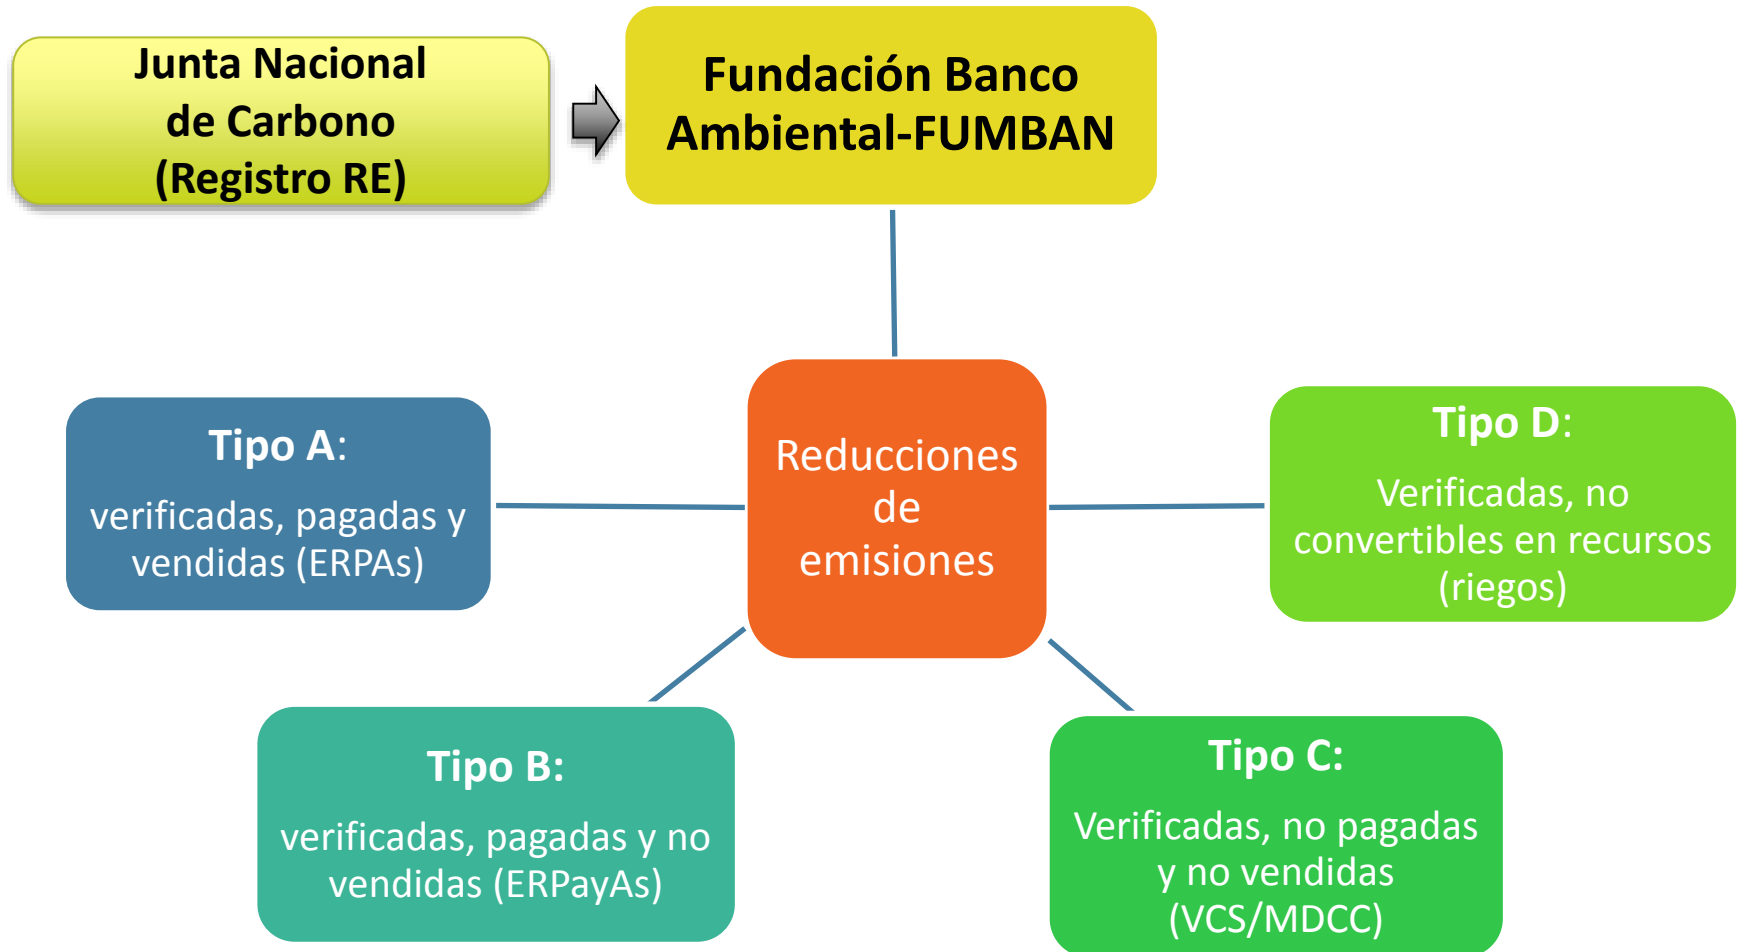 Junta Nacional
de Carbono
(Registro RE)
Fundación Banco
Ambiental-FUMBAN
Reducciones
de
emisiones
Tipo A:
verificadas, pagadas y
vendidas (ERPAs)
Tipo D:
Verificadas, no
convertibles en recursos
(riegos)
Tipo B:
verificadas, pagadas y no
vendidas (ERPayAs)
Tipo C:
Verificadas, no pagadas
y no vendidas
(VCS/MDCC)